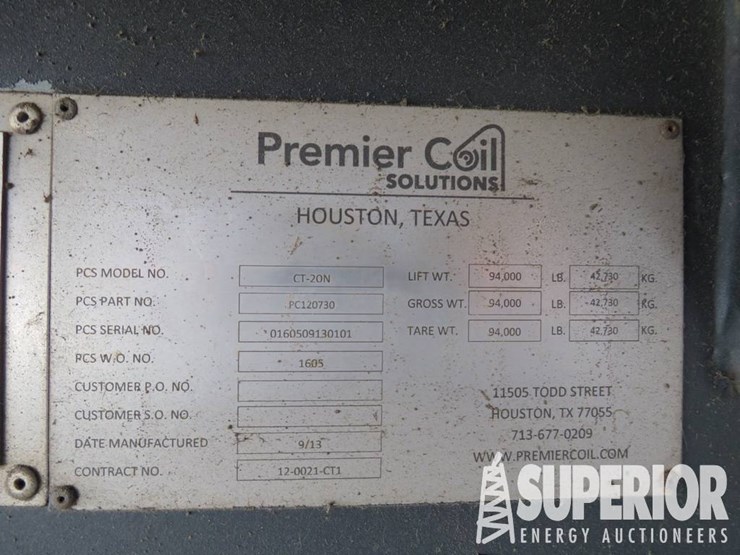 Premier Coil
SOLUTIONS
HOUSTON, TEXAS
PCS MODEL NO. CT-20N LIFT WT. 94,000 LB. 42,730 KG.
PCS PART NO. PC120730 GROSS WT. 94,000 LB. 42,730 KG.
PCS SERIAL NO. 0160509130101 TARE WT. 94,000 LB. 42,730 KG.
PCS W.O. NO. 1605
CUSTOMER P.O. NO.
CUSTOMER S.O. NO.
DATE MANUFACTURED 9/13
CONTRACT NO. 12-0021-CT1
11505 TODD STREET
HOUSTON, TX 77055
713-677-0209
WWW.PREMIERCOIL.COM
SUPERIOR
ENERGY AUCTIONEERS